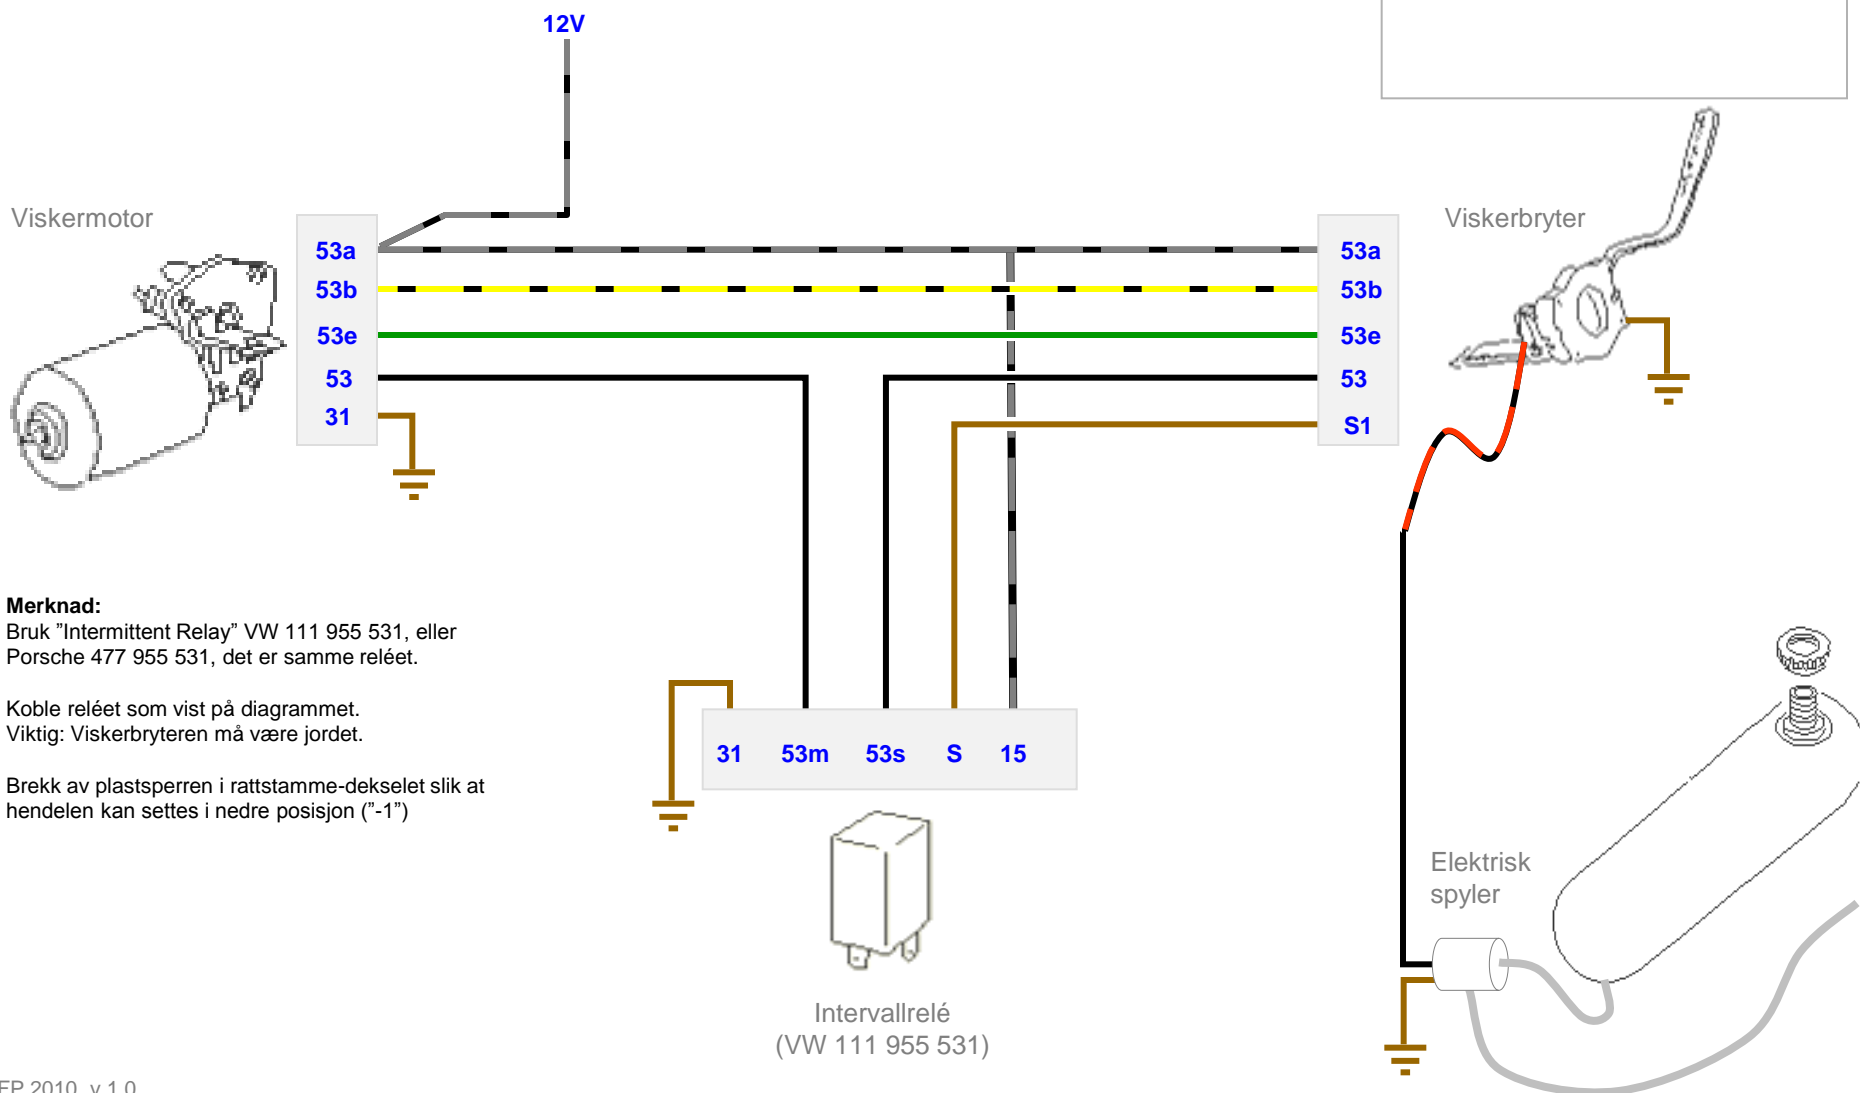 12V
Viskermotor
Viskerbryter
53a
53b
53e
53
31
53a
53b
53e
53
S1
Merknad:
Bruk ”Intermittent Relay” VW 111 955 531, eller
Porsche 477 955 531, det er samme reléet.
Koble reléet som vist på diagrammet.
Viktig: Viskerbryteren må være jordet.
Brekk av plastsperren i rattstamme-dekselet slik at
hendelen kan settes i nedre posisjon (”-1”)
31 53m 53s S 15
Elektrisk
spyler
Intervallrelé
(VW 111 955 531)
2010 v 1.0